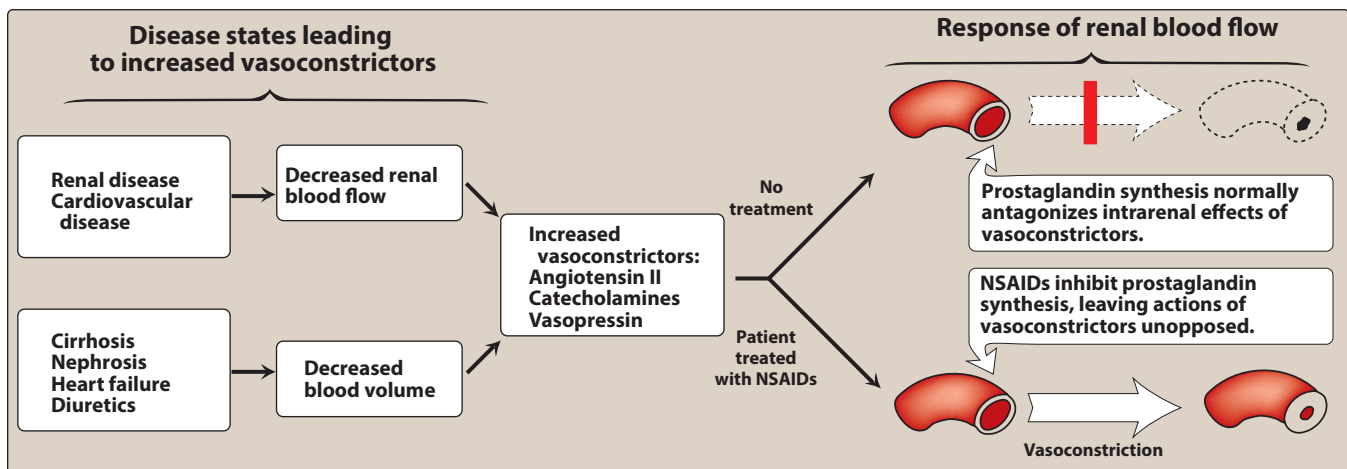 Disease states leading
to increased vasoconstrictors
Renal disease
Cardiovascular
disease
Decreased renal
blood flow
Cirrhosis
Nephrosis
Heart failure
Diuretics
Decreased
blood volume
Increased
vasoconstrictors:
Angiotensin II
Catecholamines
Vasopressin
No
treatment
Patient
treated
with NSAIDs
Response of renal blood flow
Prostaglandin synthesis normally
antagonizes intrarenal effects of
vasoconstrictors.
NSAIDs inhibit prostaglandin
synthesis, leaving actions of
vasoconstrictors unopposed.
Vasoconstriction